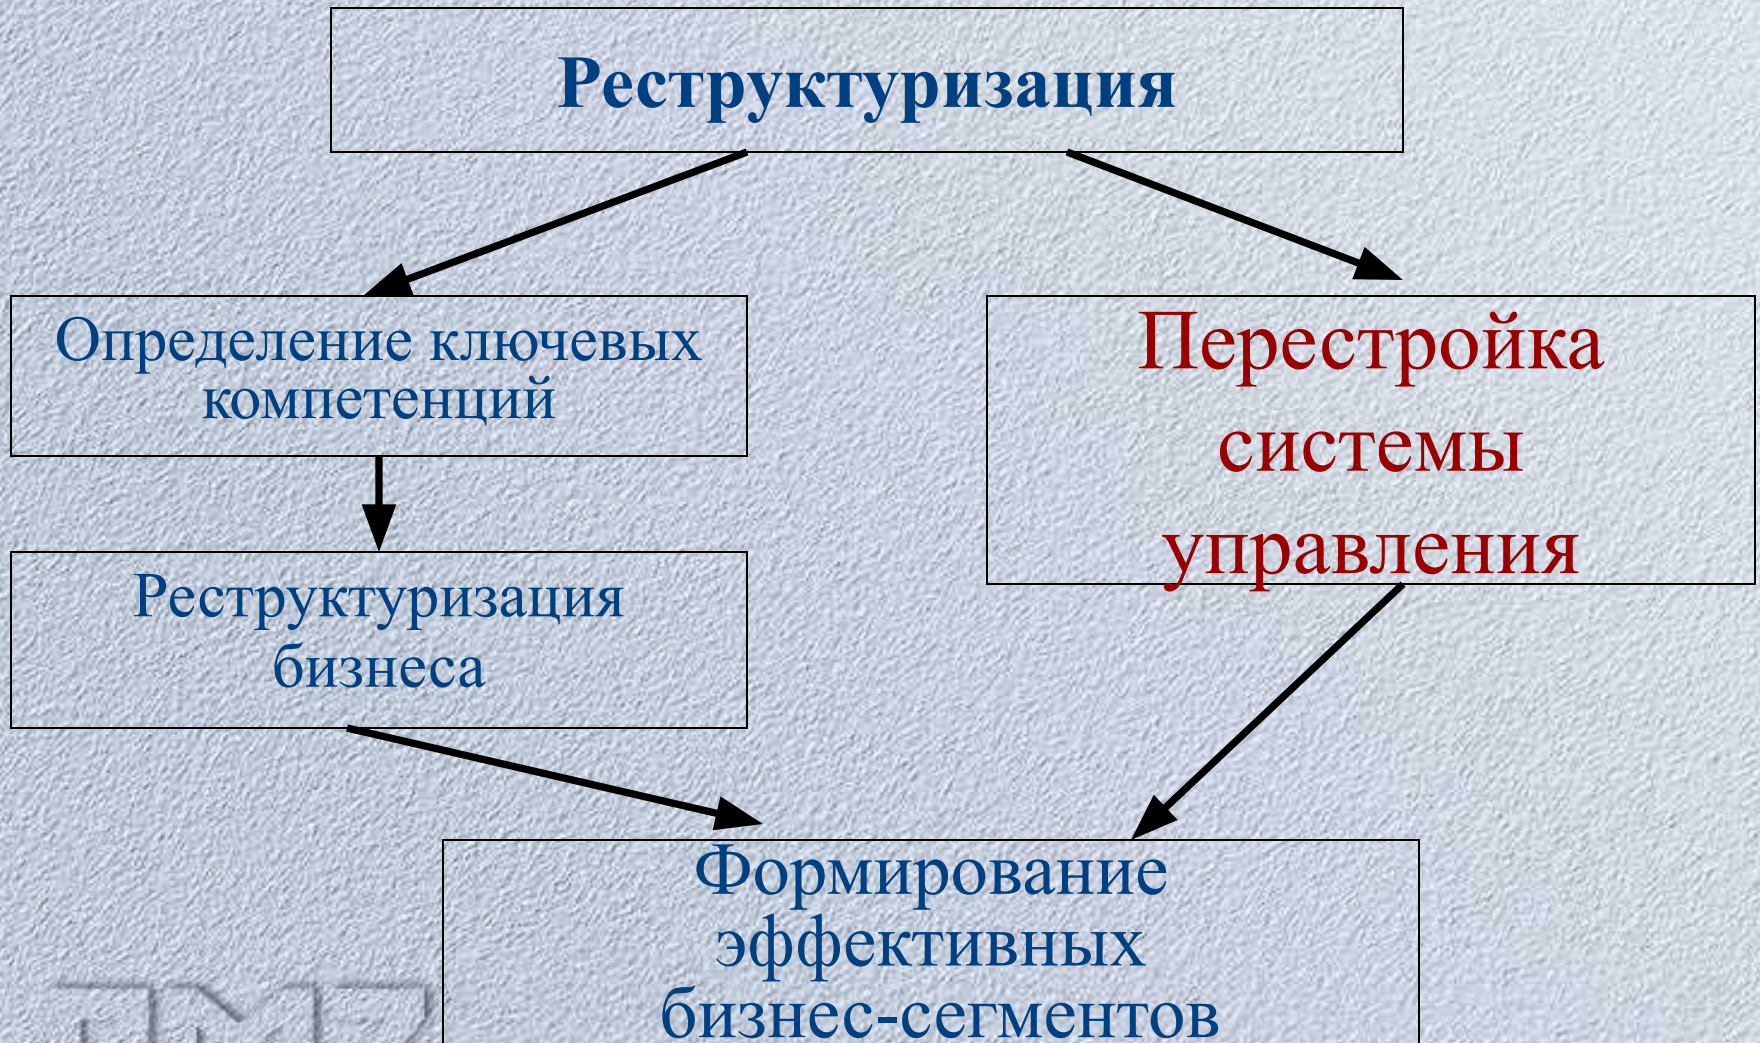 Реструктуризация
Определение ключевых
компетенций
Перестройка
системы
управления
Реструктуризация
бизнеса
Формирование
эффективных
бизнес-сегментов